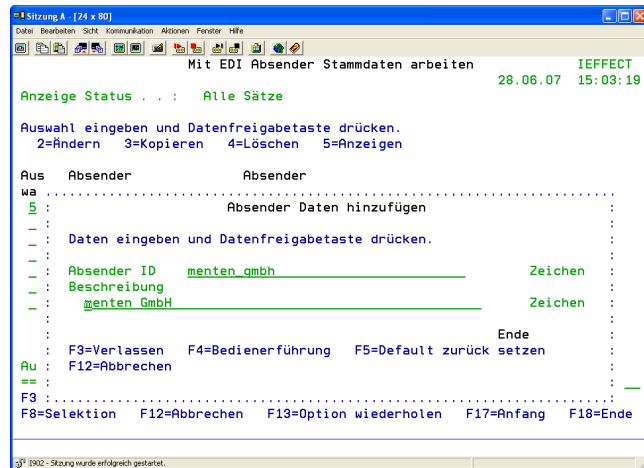 Sitzung A - [24 x 80]
Datei Bearbeiten Sicht Kommunikation Aktionen Fenster Hilfe
Mit EDI Absender Stammdaten arbeiten IEFFECT
28.06.07 15:03:19
Anzeige Status . . : Alle Sätze
Auswahl eingeben und Datenfreigabetaste drücken.
2=Ändern 3=Kopieren 4=Löschen 5=Anzeigen
Aus Absender Absender
wa ......................................................................
5 : Absender Daten hinzufügen :
_ : :
_ : Daten eingeben und Datenfreigabetaste drücken. :
_ : :
_ : Absender ID menten_gmbh Zeichen :
_ : Beschreibung :
_ : menten GmbH Zeichen :
: :
: Ende :
: F3=Verlassen F4=Bedienerführung F5=Default zurück setzen :
Au : F12=Abbrechen :
== : : __
F3 :.....................................................................:
F8=Selektion F12=Abbrechen F13=Option wiederholen F17=Anfang F18=Ende
I902 - Sitzung wurde erfolgreich gestartet.